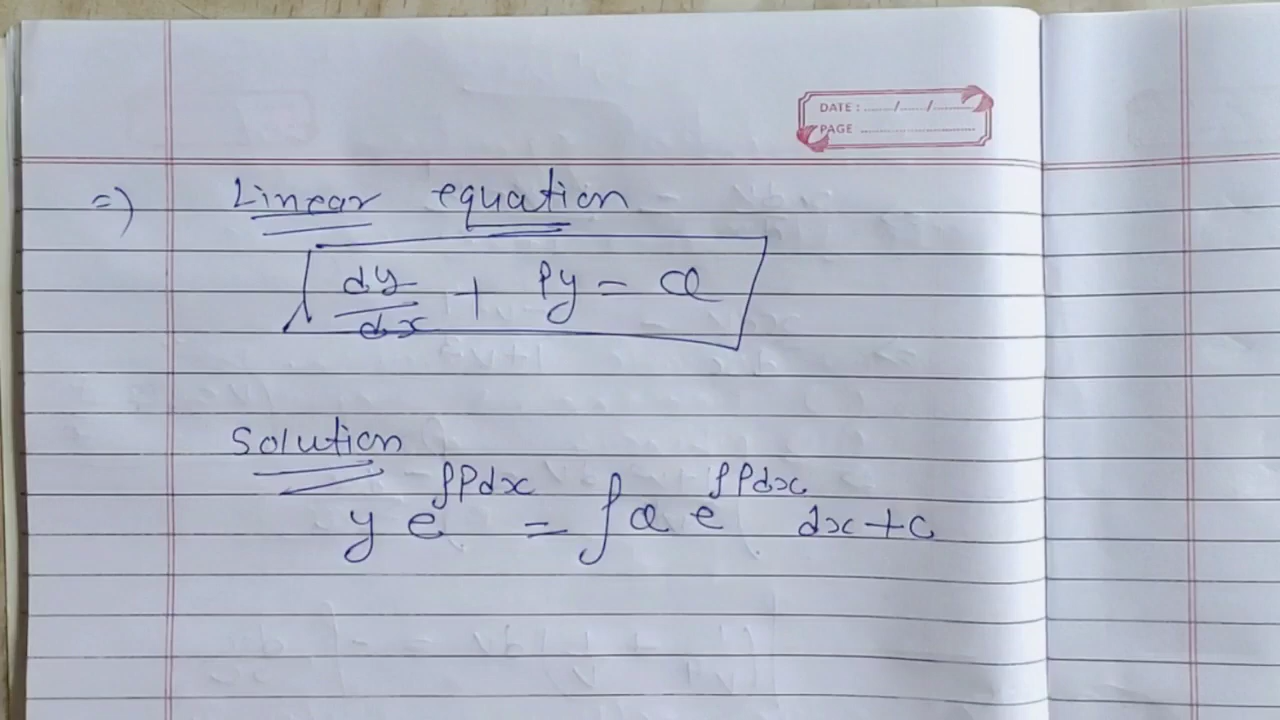 DATE : ....../....../..........
PAGE ..............................
=) Linear equation
dy/dx + Py = Q
Solution
y e^∫Pdx = ∫ Q e^∫Pdx dx + c